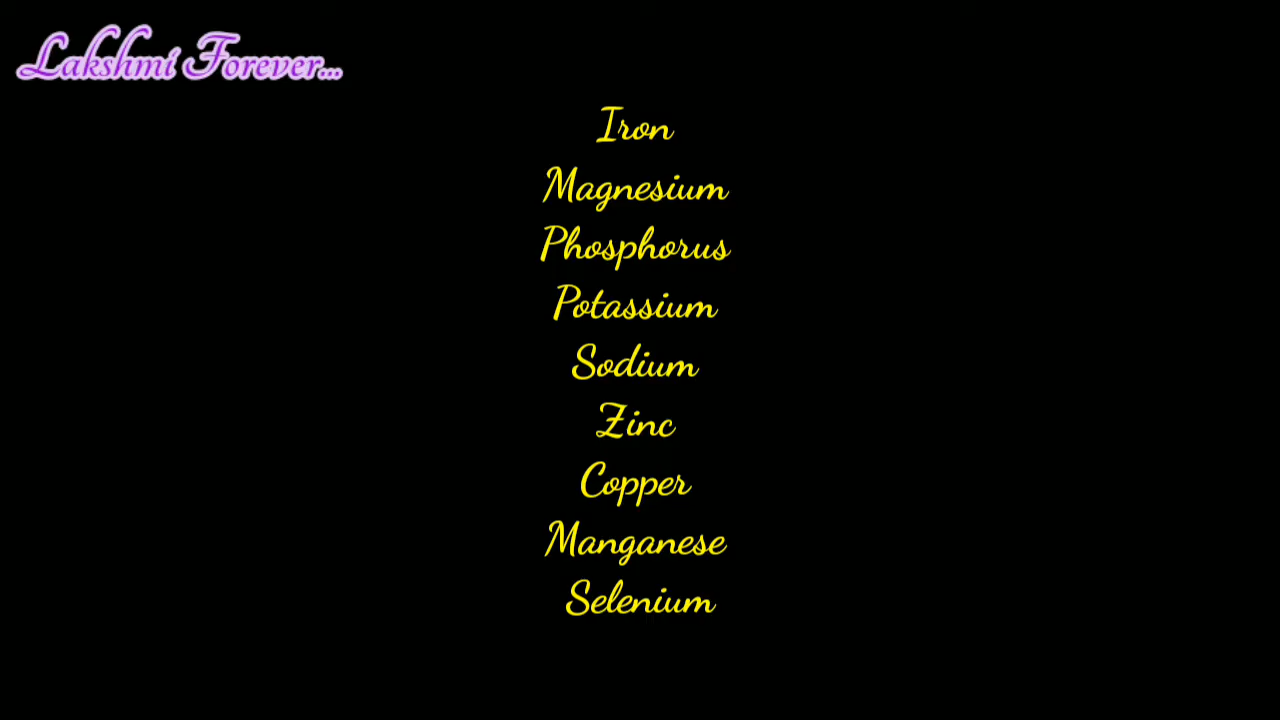 Lakshmi Forever...
Iron
Magnesium
Phosphorus
Potassium
Sodium
Zinc
Copper
Manganese
Selenium